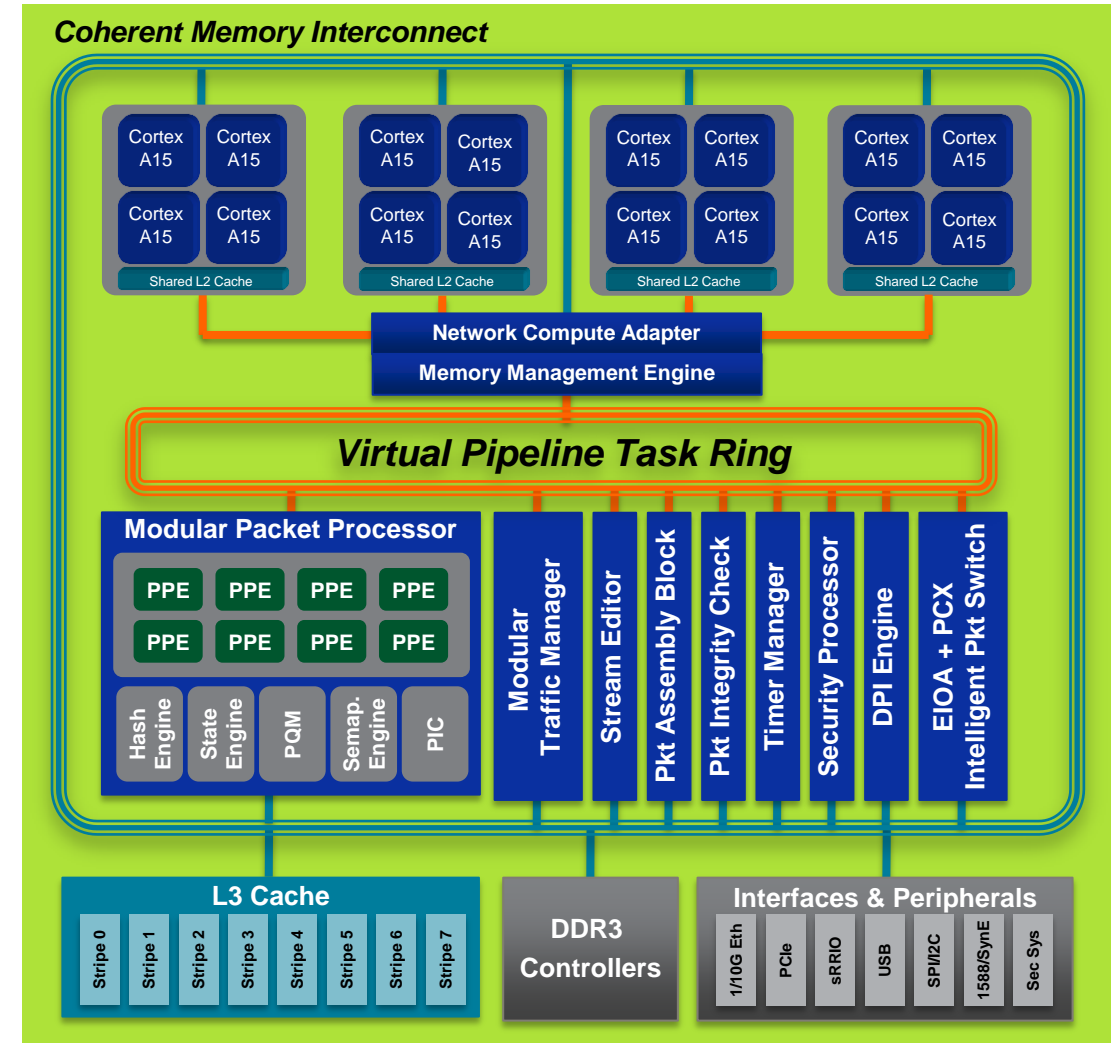 Coherent Memory Interconnect
Cortex
A15
Cortex
A15
Cortex
A15
Cortex
A15
Shared L2 Cache
Cortex
A15
Cortex
A15
Cortex
A15
Cortex
A15
Shared L2 Cache
Cortex
A15
Cortex
A15
Cortex
A15
Cortex
A15
Shared L2 Cache
Cortex
A15
Cortex
A15
Cortex
A15
Cortex
A15
Shared L2 Cache
Network Compute Adapter
Memory Management Engine
Virtual Pipeline Task Ring
Modular Packet Processor
PPE
PPE
PPE
PPE
PPE
PPE
PPE
PPE
Hash
Engine
State
Engine
PQM
Semap.
Engine
PIC
Modular
Traffic Manager
Stream Editor
Pkt Assembly Block
Pkt Integrity Check
Timer Manager
Security Processor
DPI Engine
EIOA + PCX
Intelligent Pkt Switch
L3 Cache
Stripe 0
Stripe 1
Stripe 2
Stripe 3
Stripe 4
Stripe 5
Stripe 6
Stripe 7
DDR3
Controllers
Interfaces & Peripherals
1/10G Eth
PCIe
sRRIO
USB
SPI/I2C
1588/SynE
Sec Sys